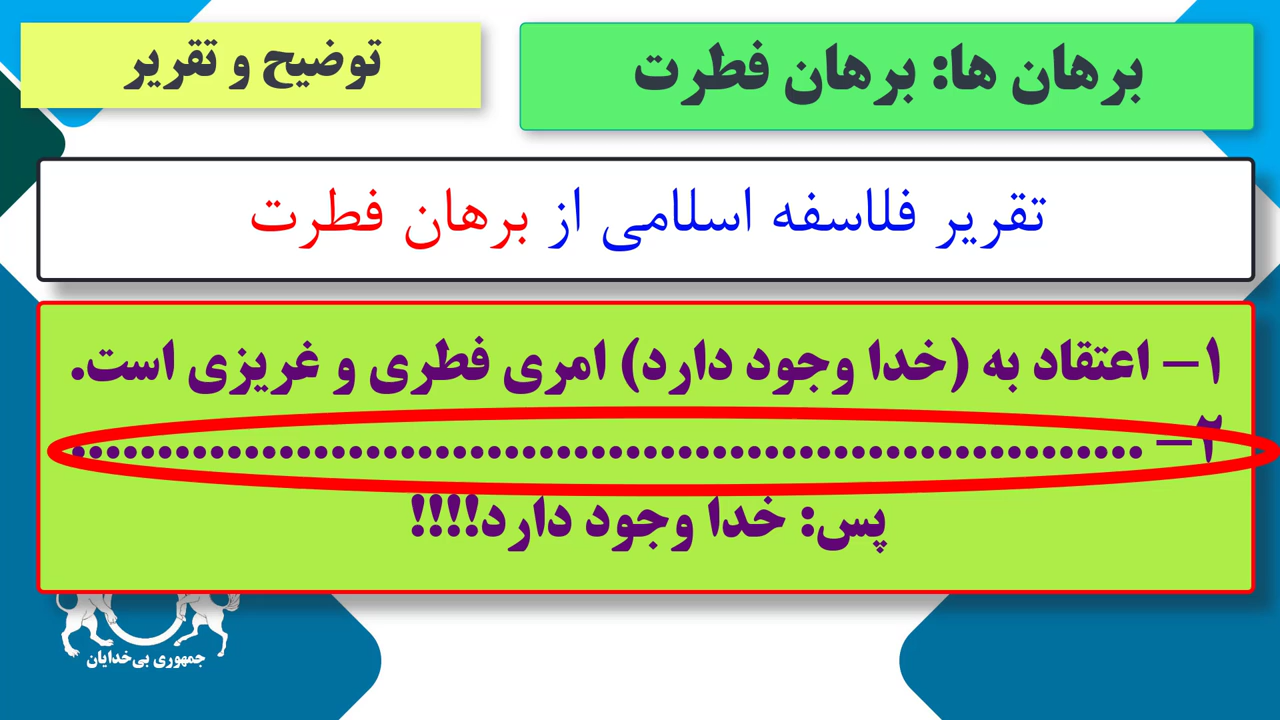 برهان ها: برهان فطرت
توضیح و تقریر
تقریر فلاسفه اسلامی از برهان فطرت
۱- اعتقاد به (خدا وجود دارد) امری فطری و غریزی است.
۲- ..............................................................
پس: خدا وجود دارد!!!!
جمهوری بی‌خدایان